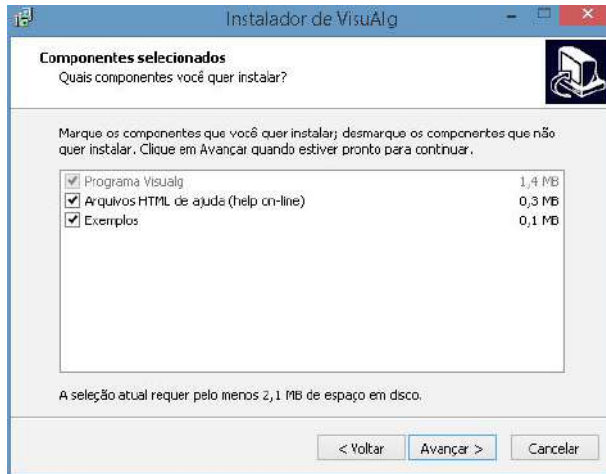 Instalador de VisuAlg
Componentes selecionados
Quais componentes você quer instalar?
Marque os componentes que você quer instalar; desmarque os componentes que não
quer instalar. Clique em Avançar quando estiver pronto para continuar.
Programa Visualg 1,4 MB
Arquivos HTML de ajuda (help on-line) 0,3 MB
Exemplos 0,1 MB
A seleção atual requer pelo menos 2,1 MB de espaço em disco.
< Voltar Avançar > Cancelar